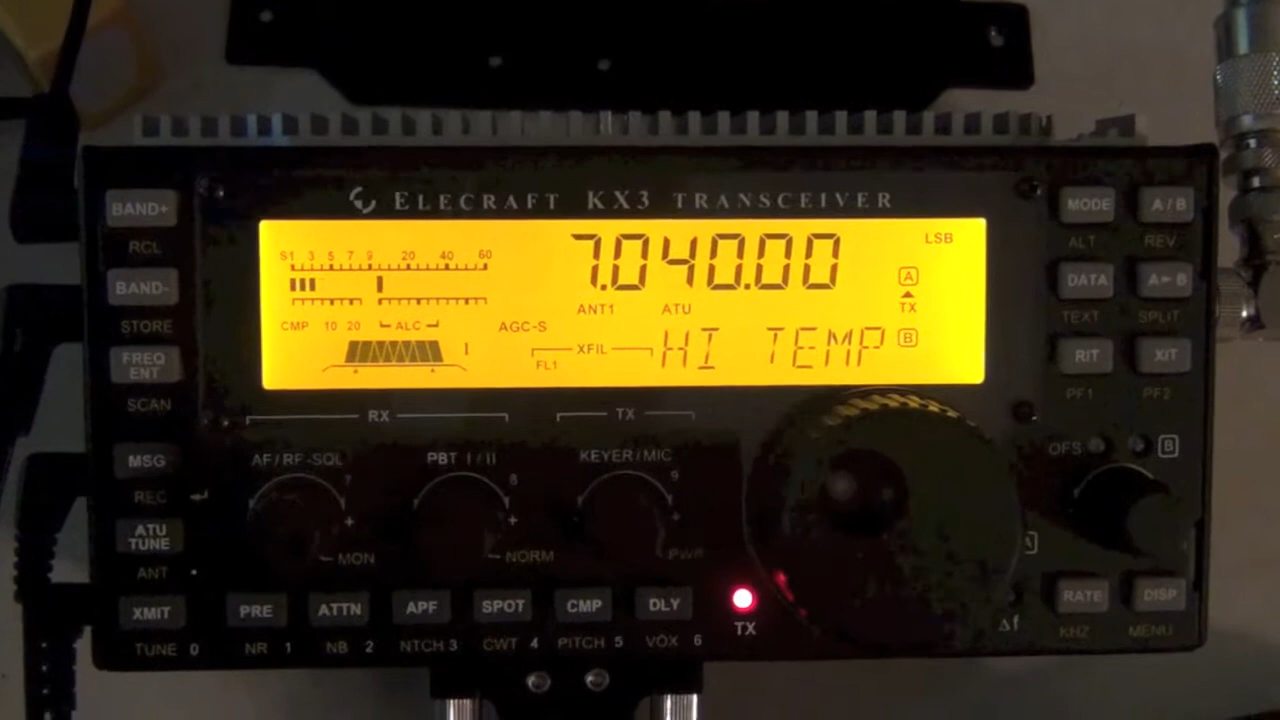 ELECRAFT KX3 TRANSCEIVER
BAND+
RCL
BAND-
STORE
FREQ ENT
SCAN
MSG
REC
ATU TUNE
ANT
XMIT
TUNE 0
S1 3 5 7 9 20 40 60
CMP 10 20 ALC
AGC-S
7.040.00
LSB
ANT1 ATU
A
TX
XFIL
FL1
HI TEMP
B
I
RX
TX
AF/RF-SQL
PBT I/II
KEYER/MIC
+ MON
8 + NORM
9 + PWR
PRE
ATTN
APF
SPOT
CMP
DLY
NR 1
NB 2
NTCH 3
CWT 4
PITCH 5
VOX 6
TX
MODE
A/B
ALT
REV
DATA
A►B
TEXT
SPLIT
RIT
XIT
PF1
PF2
OFS
B
RATE
DISP
KHZ
MENU
Δf